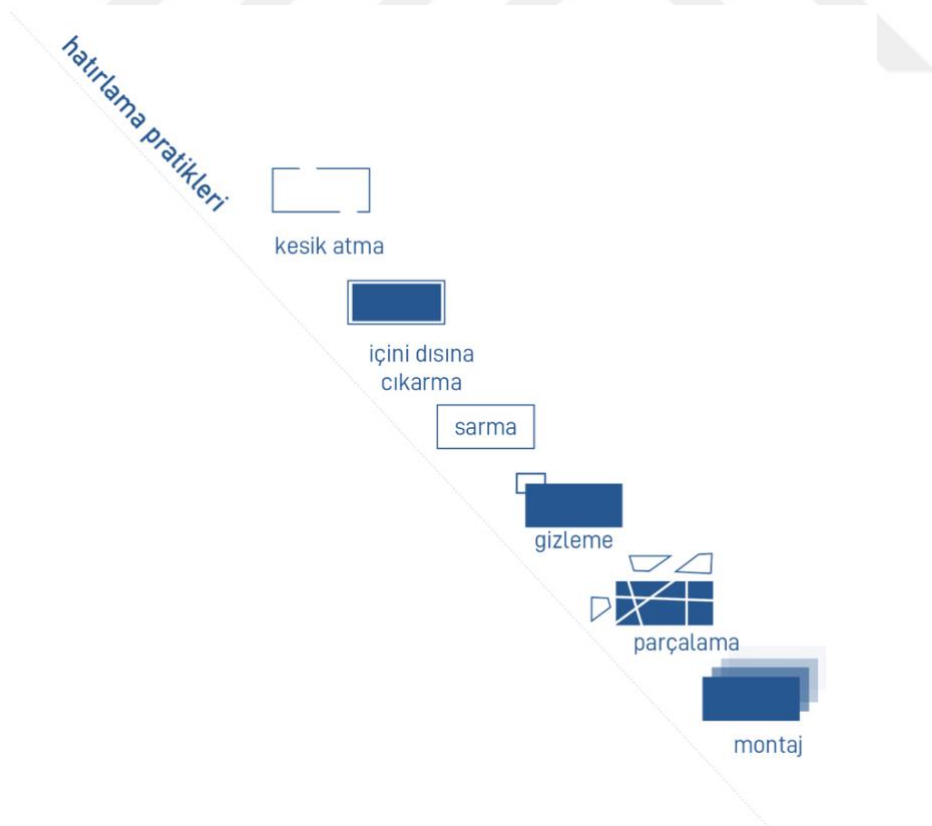 hatırlama pratikleri
kesik atma
içini dısına
cıkarma
sarma
gizleme
parçalama
montaj